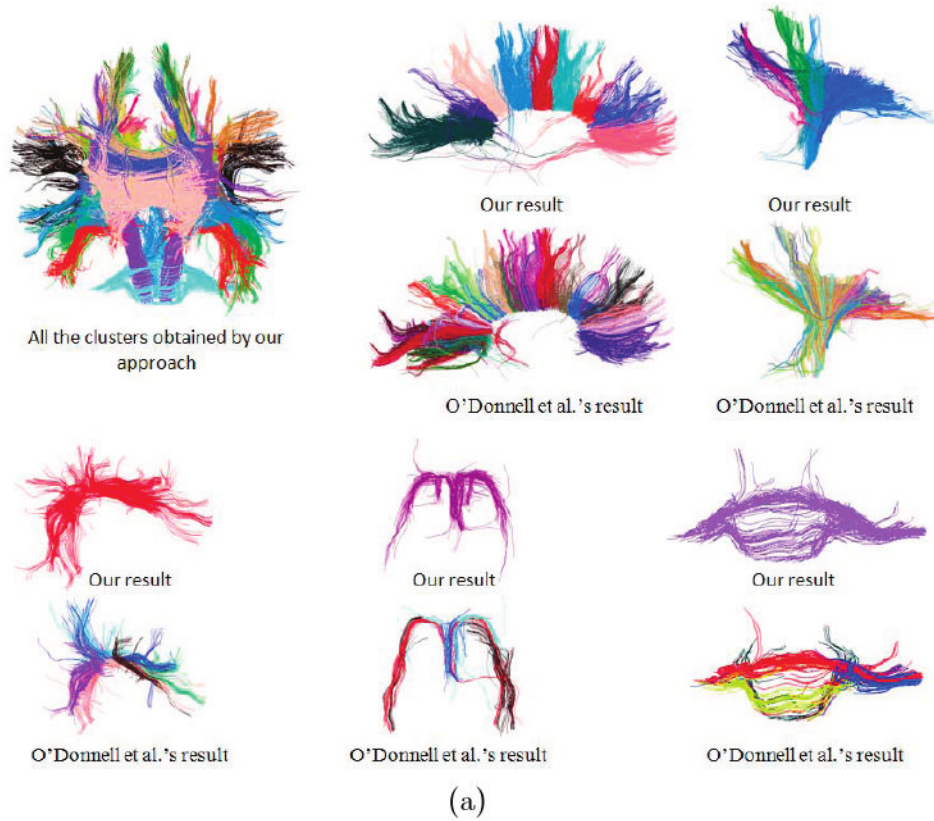 Our result
Our result
All the clusters obtained by our
approach
O'Donnell et al.'s result
O'Donnell et al.'s result
Our result
Our result
Our result
O'Donnell et al.'s result
O'Donnell et al.'s result
O'Donnell et al.'s result
(a)